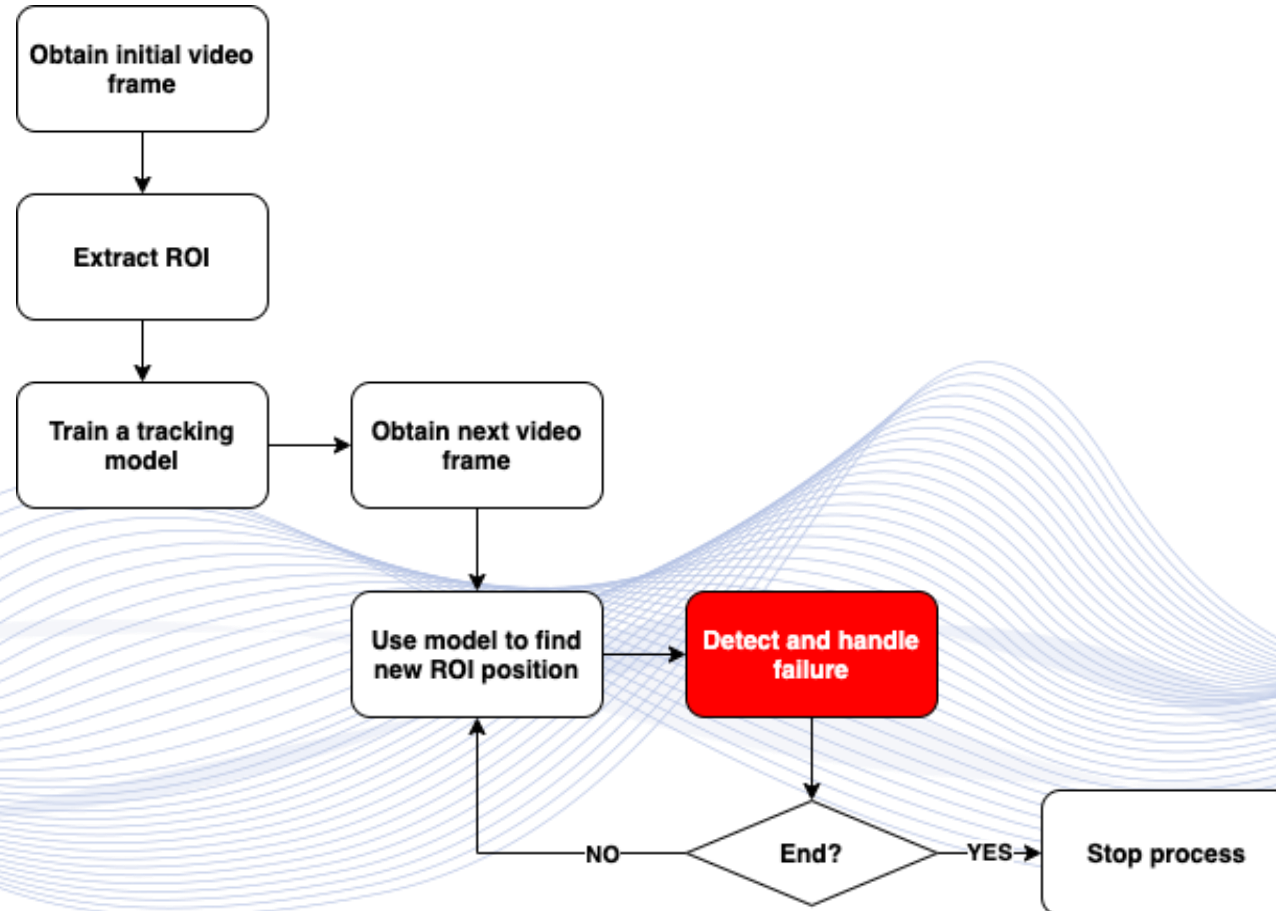 Obtain initial video
frame
Extract ROI
Train a tracking
model
Obtain next video
frame
Use model to find
new ROI position
Detect and handle
failure
NO
End?
YES
Stop process